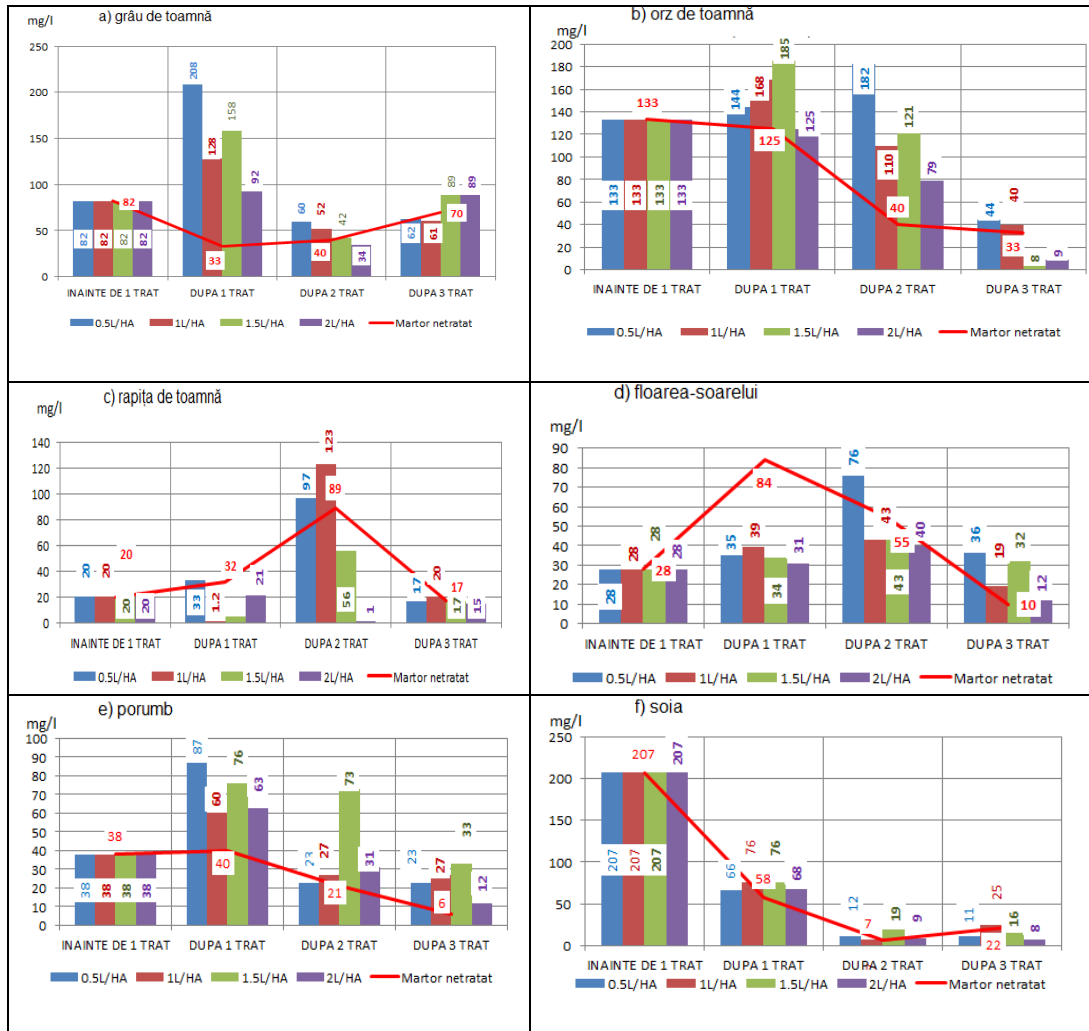 a) grâu de toamnă
mg/l
250
200
150
100
50
0
82 82 82 82 82
208 128 158 92 33
60 52 42 34 40
62 61 89 89 70
INAINTE DE 1 TRAT DUPA 1 TRAT DUPA 2 TRAT DUPA 3 TRAT
0.5L/HA 1L/HA 1.5L/HA 2L/HA Martor netratat
b) orz de toamnă
mg/l
200
180
160
140
120
100
80
60
40
20
0
133 133 133 133 133
144 168 185 125 125
182 110 121 79 40
44 40 8 9 33
INAINTE DE 1 TRAT DUPA 1 TRAT DUPA 2 TRAT DUPA 3 TRAT
0.5L/HA 1L/HA 1.5L/HA 2L/HA Martor netratat
c) rapița de toamnă
mg/l
140
120
100
80
60
40
20
0
20 20 20 20 20
33 1.2 21 32
97 123 56 1 89
17 20 17 15 17
INAINTE DE 1 TRAT DUPA 1 TRAT DUPA 2 TRAT DUPA 3 TRAT
0.5L/HA 1L/HA 1.5L/HA 2L/HA Martor netratat
d) floarea-soarelui
mg/l
90
80
70
60
50
40
30
20
10
0
28 28 28 28 28
35 39 34 31 84
76 43 43 40 55
36 19 32 12 10
INAINTE DE 1 TRAT DUPA 1 TRAT DUPA 2 TRAT DUPA 3 TRAT
0.5L/HA 1L/HA 1.5L/HA 2L/HA Martor netratat
e) porumb
mg/l
100
90
80
70
60
50
40
30
20
10
0
38 38 38 38 38
87 60 76 63 40
23 27 73 31 21
23 27 33 12 6
INAINTE DE 1 TRAT DUPA 1 TRAT DUPA 2 TRAT DUPA 3 TRAT
0.5L/HA 1L/HA 1.5L/HA 2L/HA Martor netratat
f) soia
mg/l
250
200
150
100
50
0
207 207 207 207 207
66 76 76 68 58
12 7 19 9
11 25 16 8 22
INAINTE DE 1 TRAT DUPA 1 TRAT DUPA 2 TRAT DUPA 3 TRAT
0.5L/HA 1L/HA 1.5L/HA 2L/HA Martor netratat